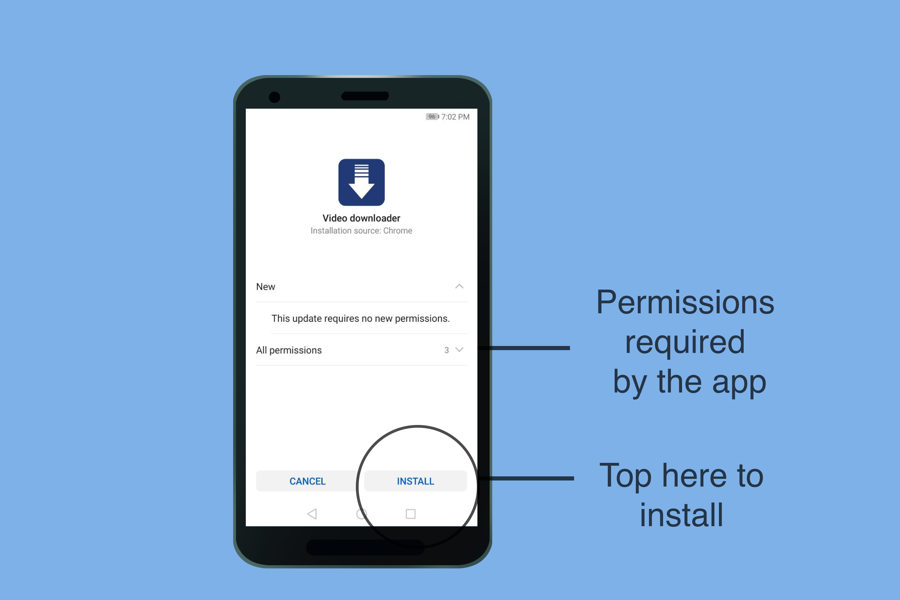 7:02 PM
Video downloader
Installation source: Chrome
New
This update requires no new permissions.
All permissions 3
CANCEL INSTALL
Permissions
required
by the app
Top here to
install